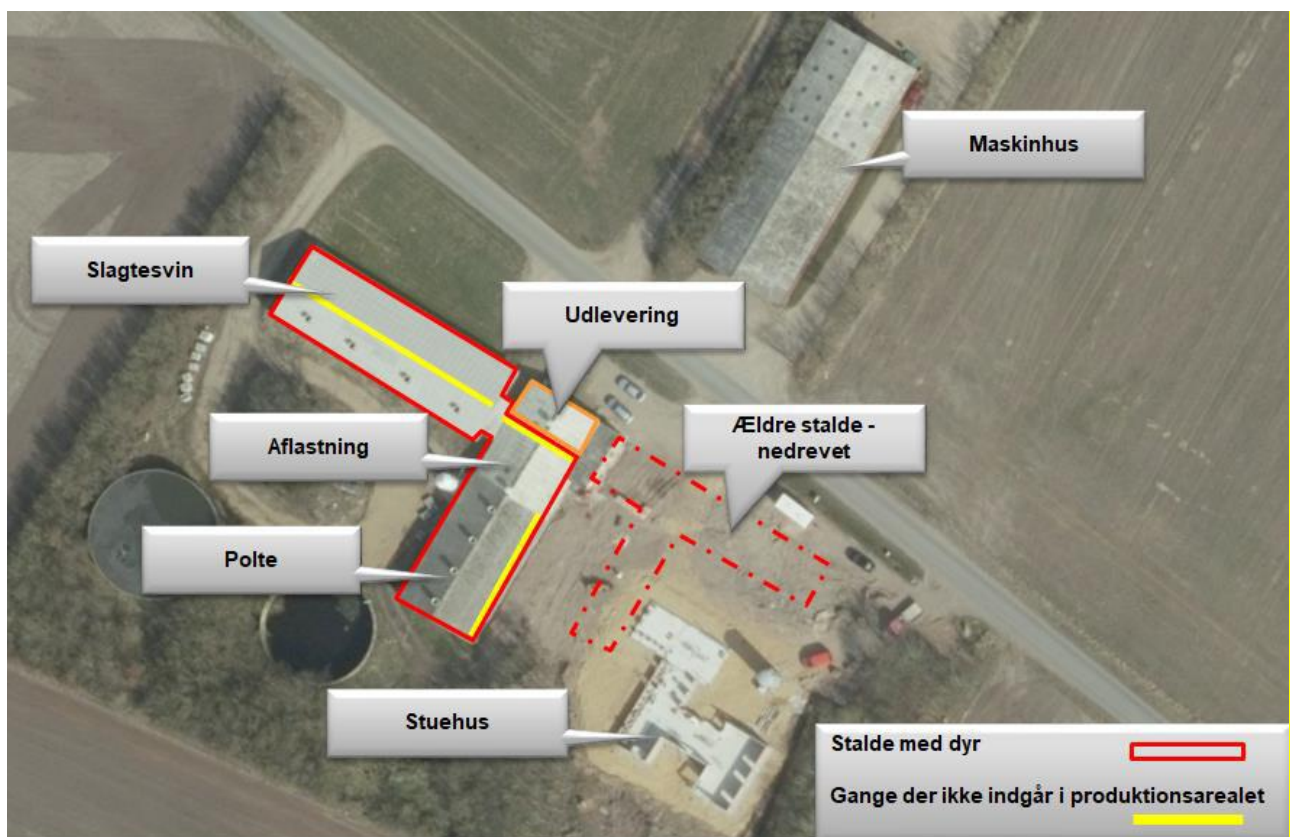 Maskinhus
Slagtesvin
Udlevering
Ældre stalde -
nedrevet
Aflastning
Polte
Stuehus
Stalde med dyr
Gange der ikke indgår i produktionsarealet